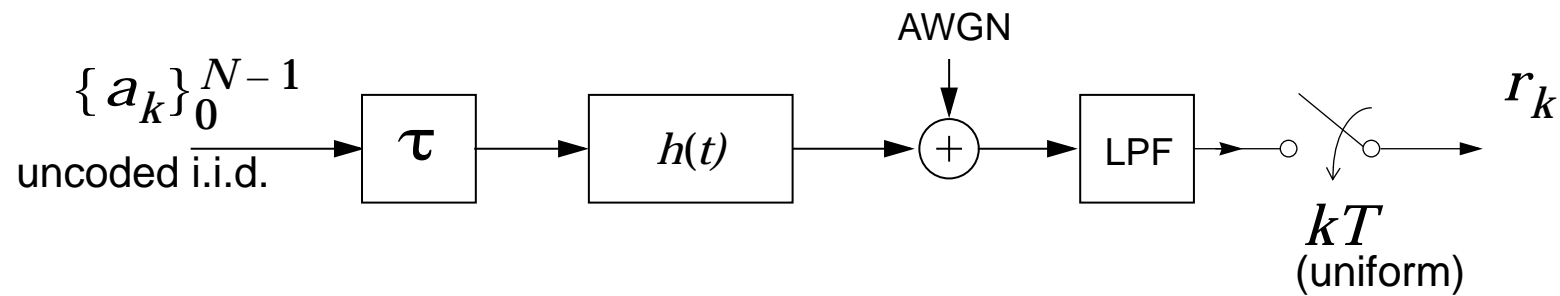 AWGN
{ a_k }_0^{N – 1}
uncoded i.i.d.
τ
h(t)
+
LPF
r_k
kT
(uniform)